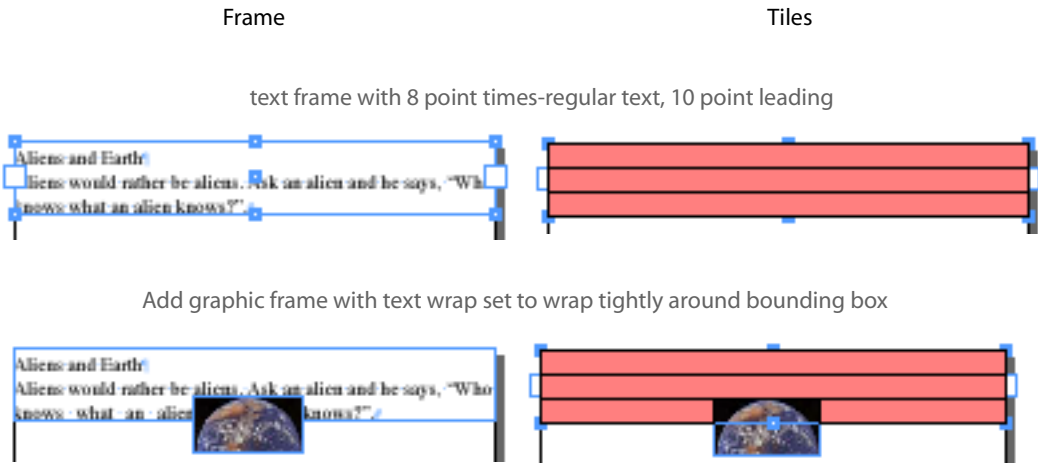 Frame
Tiles
text frame with 8 point times-regular text, 10 point leading
Aliens and Earth
Aliens would rather be aliens. Ask an alien and he says, “Wh
knows what an alien knows?”.
Add graphic frame with text wrap set to wrap tightly around bounding box
Aliens and Earth
Aliens would rather be aliens. Ask an alien and he says, “Who
knows what an alien knows?”.